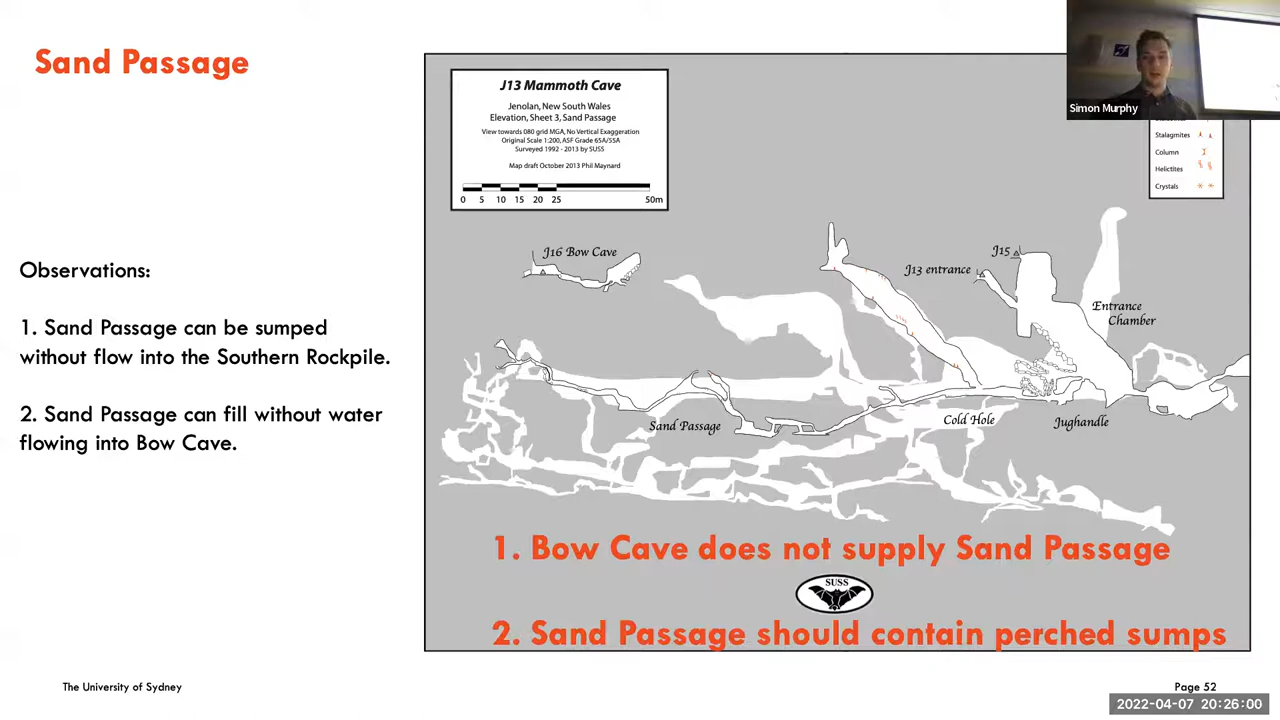 Sand Passage
Observations:
1. Sand Passage can be sumped
without flow into the Southern Rockpile.
2. Sand Passage can fill without water
flowing into Bow Cave.
J13 Mammoth Cave
Jenolan, New South Wales
Elevation, Sheet 3, Sand Passage
View towards 080 grid MGA, No Vertical Exaggeration
Original Scale 1:200, ASF Grade 65A/55A
Surveyed 1992 - 2013 by SUSS
Map draft October 2013 Phil Maynard
0 5 10 15 20 25 50m
Simon Murphy
Stalagmites
Column
Helictites
Crystals
J16 Bow Cave
J13 entrance
J15
Entrance
Chamber
Sand Passage
Cold Hole
Jughandle
1. Bow Cave does not supply Sand Passage
SUSS
2. Sand Passage should contain perched sumps
The University of Sydney
Page 52
2022-04-07 20:26:00